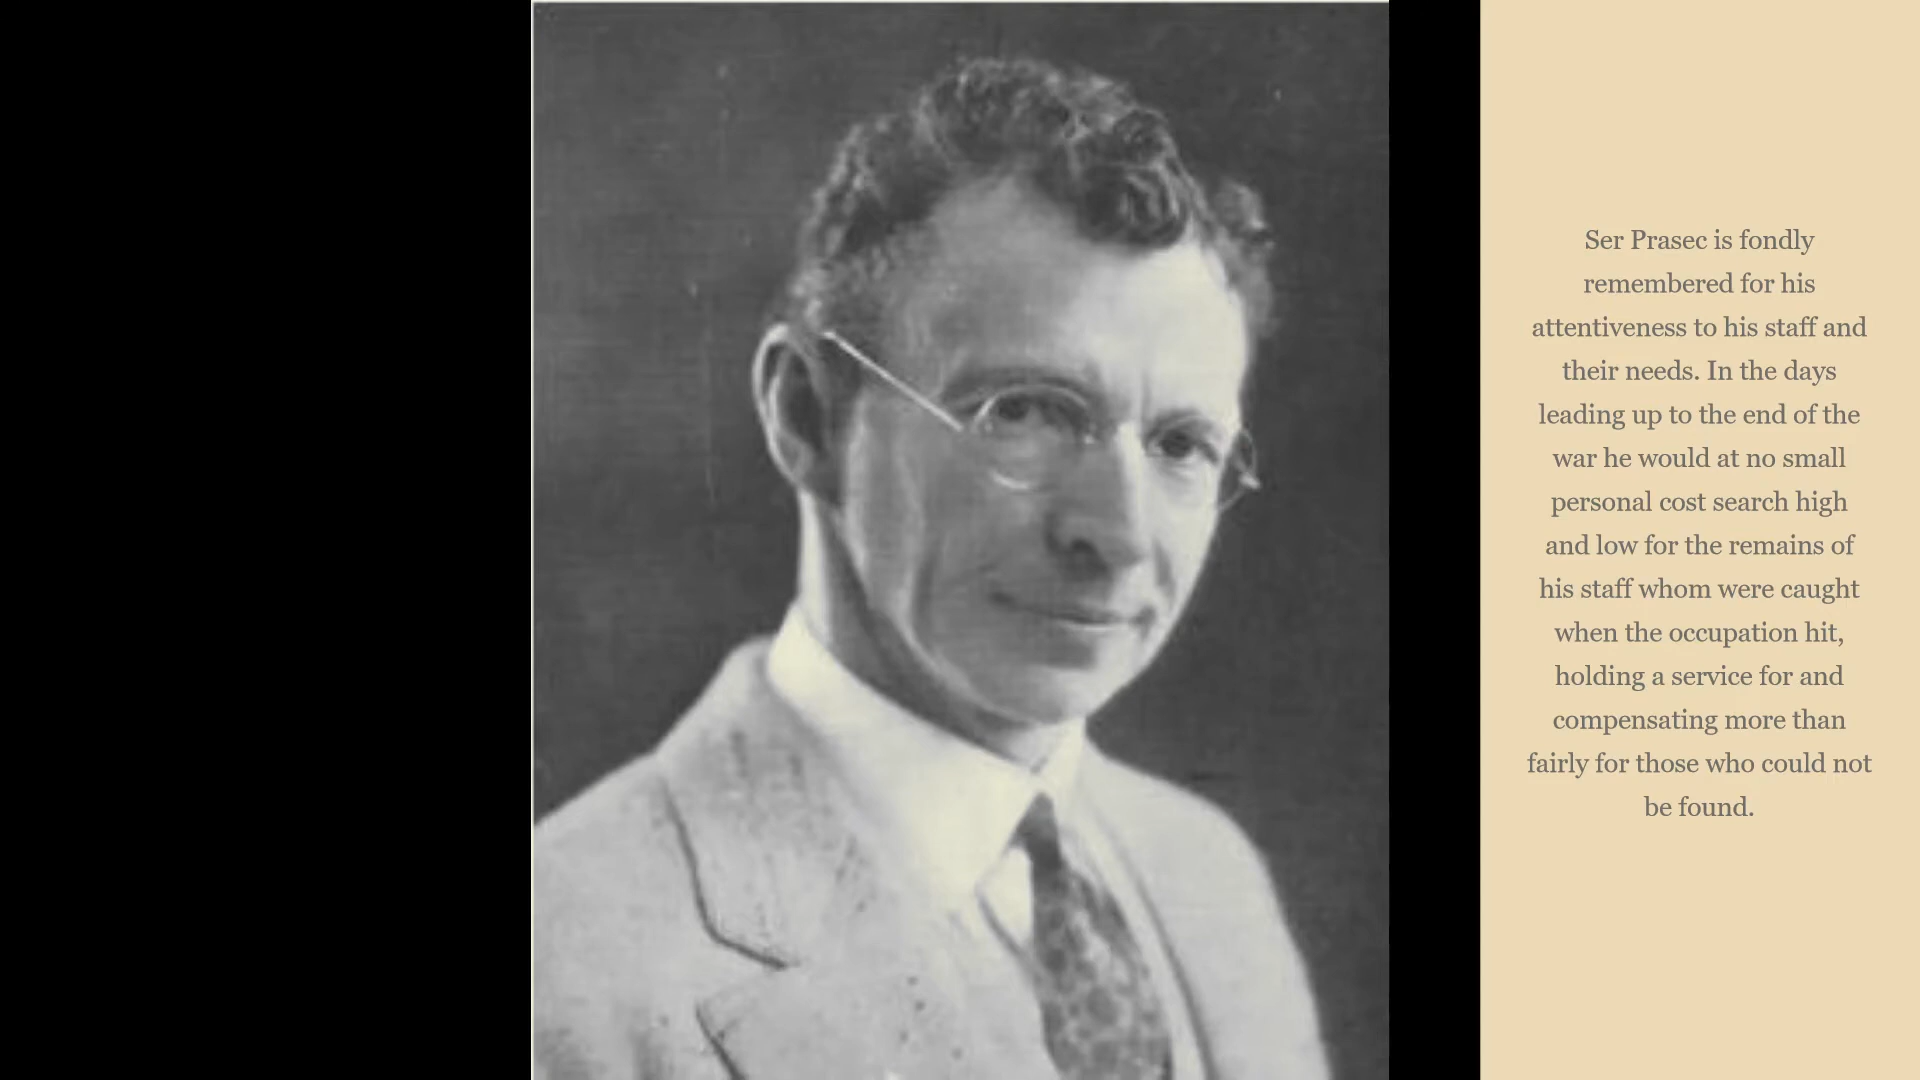 Ser Prasec is fondly
remembered for his
attentiveness to his staff and
their needs. In the days
leading up to the end of the
war he would at no small
personal cost search high
and low for the remains of
his staff whom were caught
when the occupation hit,
holding a service for and
compensating more than
fairly for those who could not
be found.